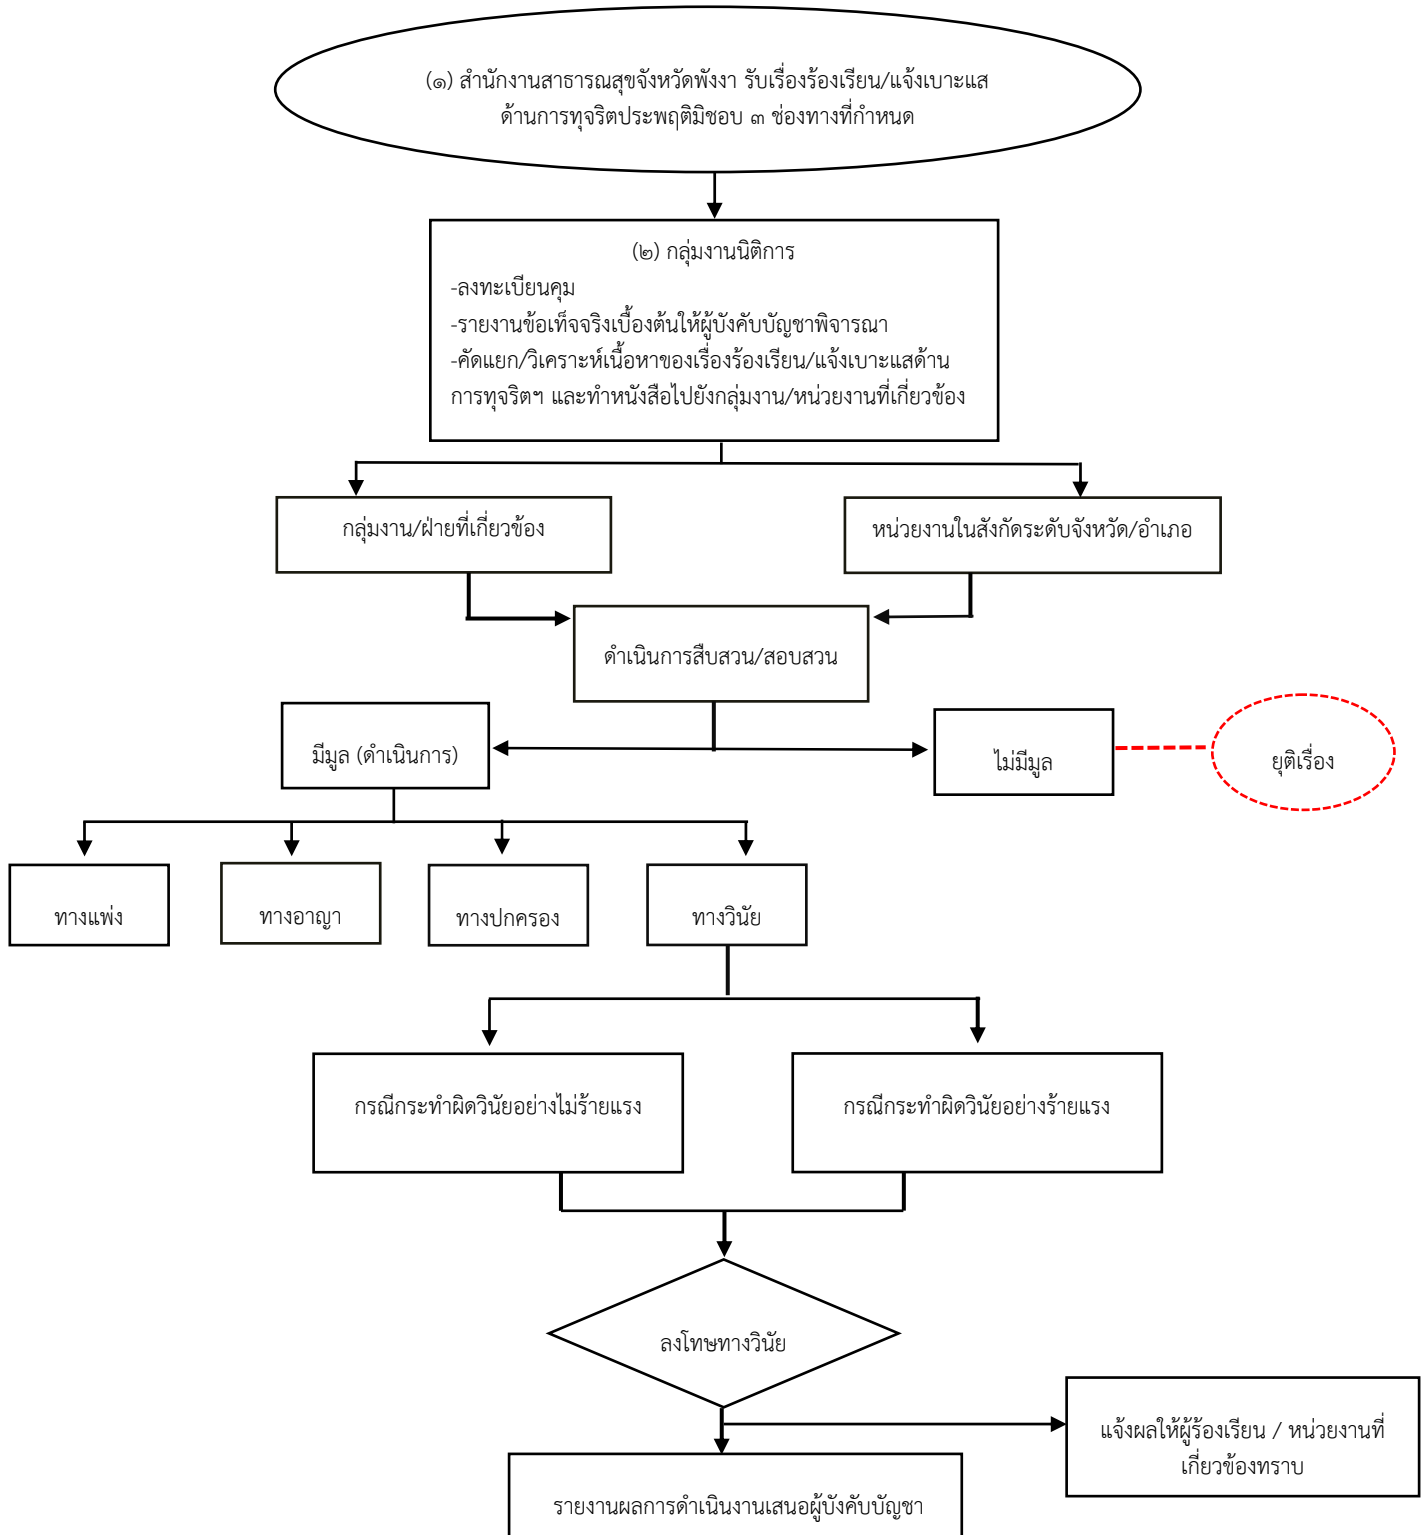 (๑) สำนักงานสาธารณสุขจังหวัดพังงา รับเรื่องร้องเรียน/แจ้งเบาะแส
ด้านการทุจริตประพฤติมิชอบ ๓ ช่องทางที่กำหนด
(๒) กลุ่มงานนิติการ
-ลงทะเบียนคุม
-รายงานข้อเท็จจริงเบื้องต้นให้ผู้บังคับบัญชาพิจารณา
-คัดแยก/วิเคราะห์เนื้อหาของเรื่องร้องเรียน/แจ้งเบาะแสด้าน
การทุจริตฯ และทำหนังสือไปยังกลุ่มงาน/หน่วยงานที่เกี่ยวข้อง
กลุ่มงาน/ฝ่ายที่เกี่ยวข้อง
หน่วยงานในสังกัดระดับจังหวัด/อำเภอ
ดำเนินการสืบสวน/สอบสวน
มีมูล (ดำเนินการ)
ไม่มีมูล
ยุติเรื่อง
ทางแพ่ง
ทางอาญา
ทางปกครอง
ทางวินัย
กรณีกระทำผิดวินัยอย่างไม่ร้ายแรง
กรณีกระทำผิดวินัยอย่างร้ายแรง
ลงโทษทางวินัย
แจ้งผลให้ผู้ร้องเรียน / หน่วยงานที่
เกี่ยวข้องทราบ
รายงานผลการดำเนินงานเสนอผู้บังคับบัญชา